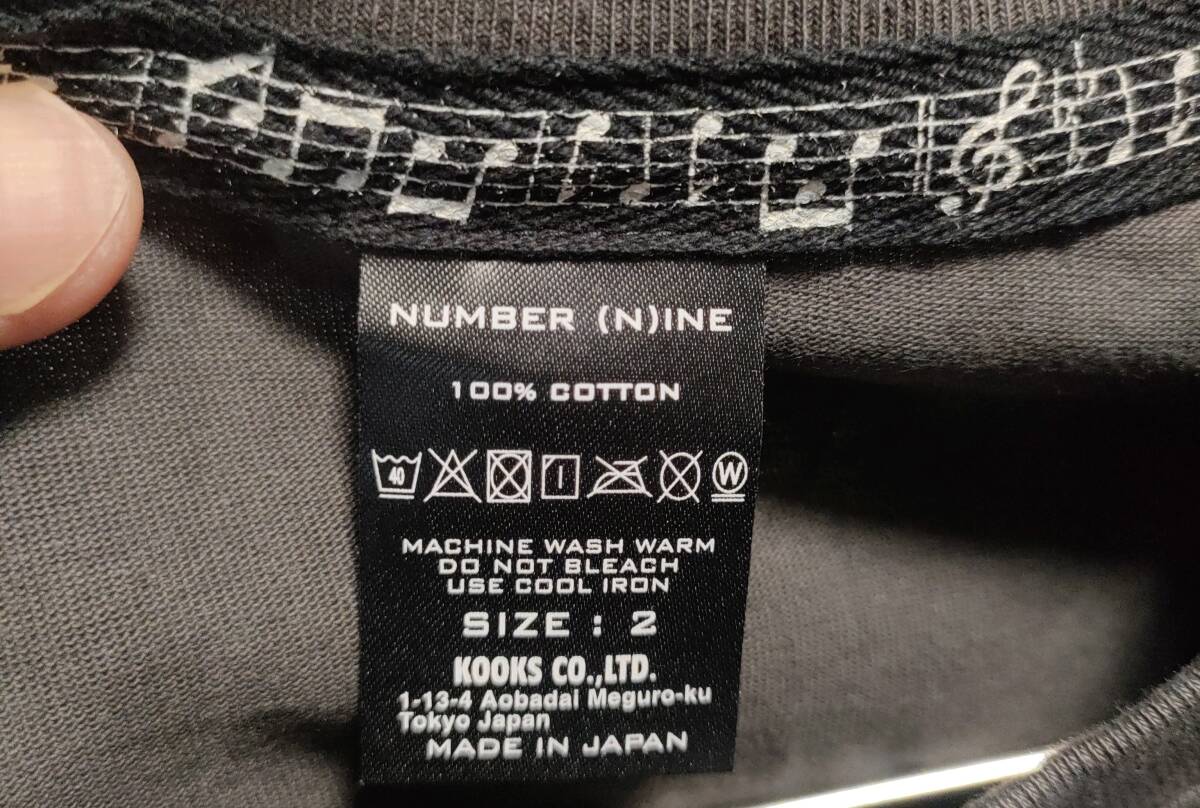 NUMBER (N)INE
100% COTTON
40 W
MACHINE WASH WARM
DO NOT BLEACH
USE COOL IRON
SIZE : 2
KOOKS CO.,LTD.
1-13-4 Aobadai Meguro-ku
Tokyo Japan
MADE IN JAPAN